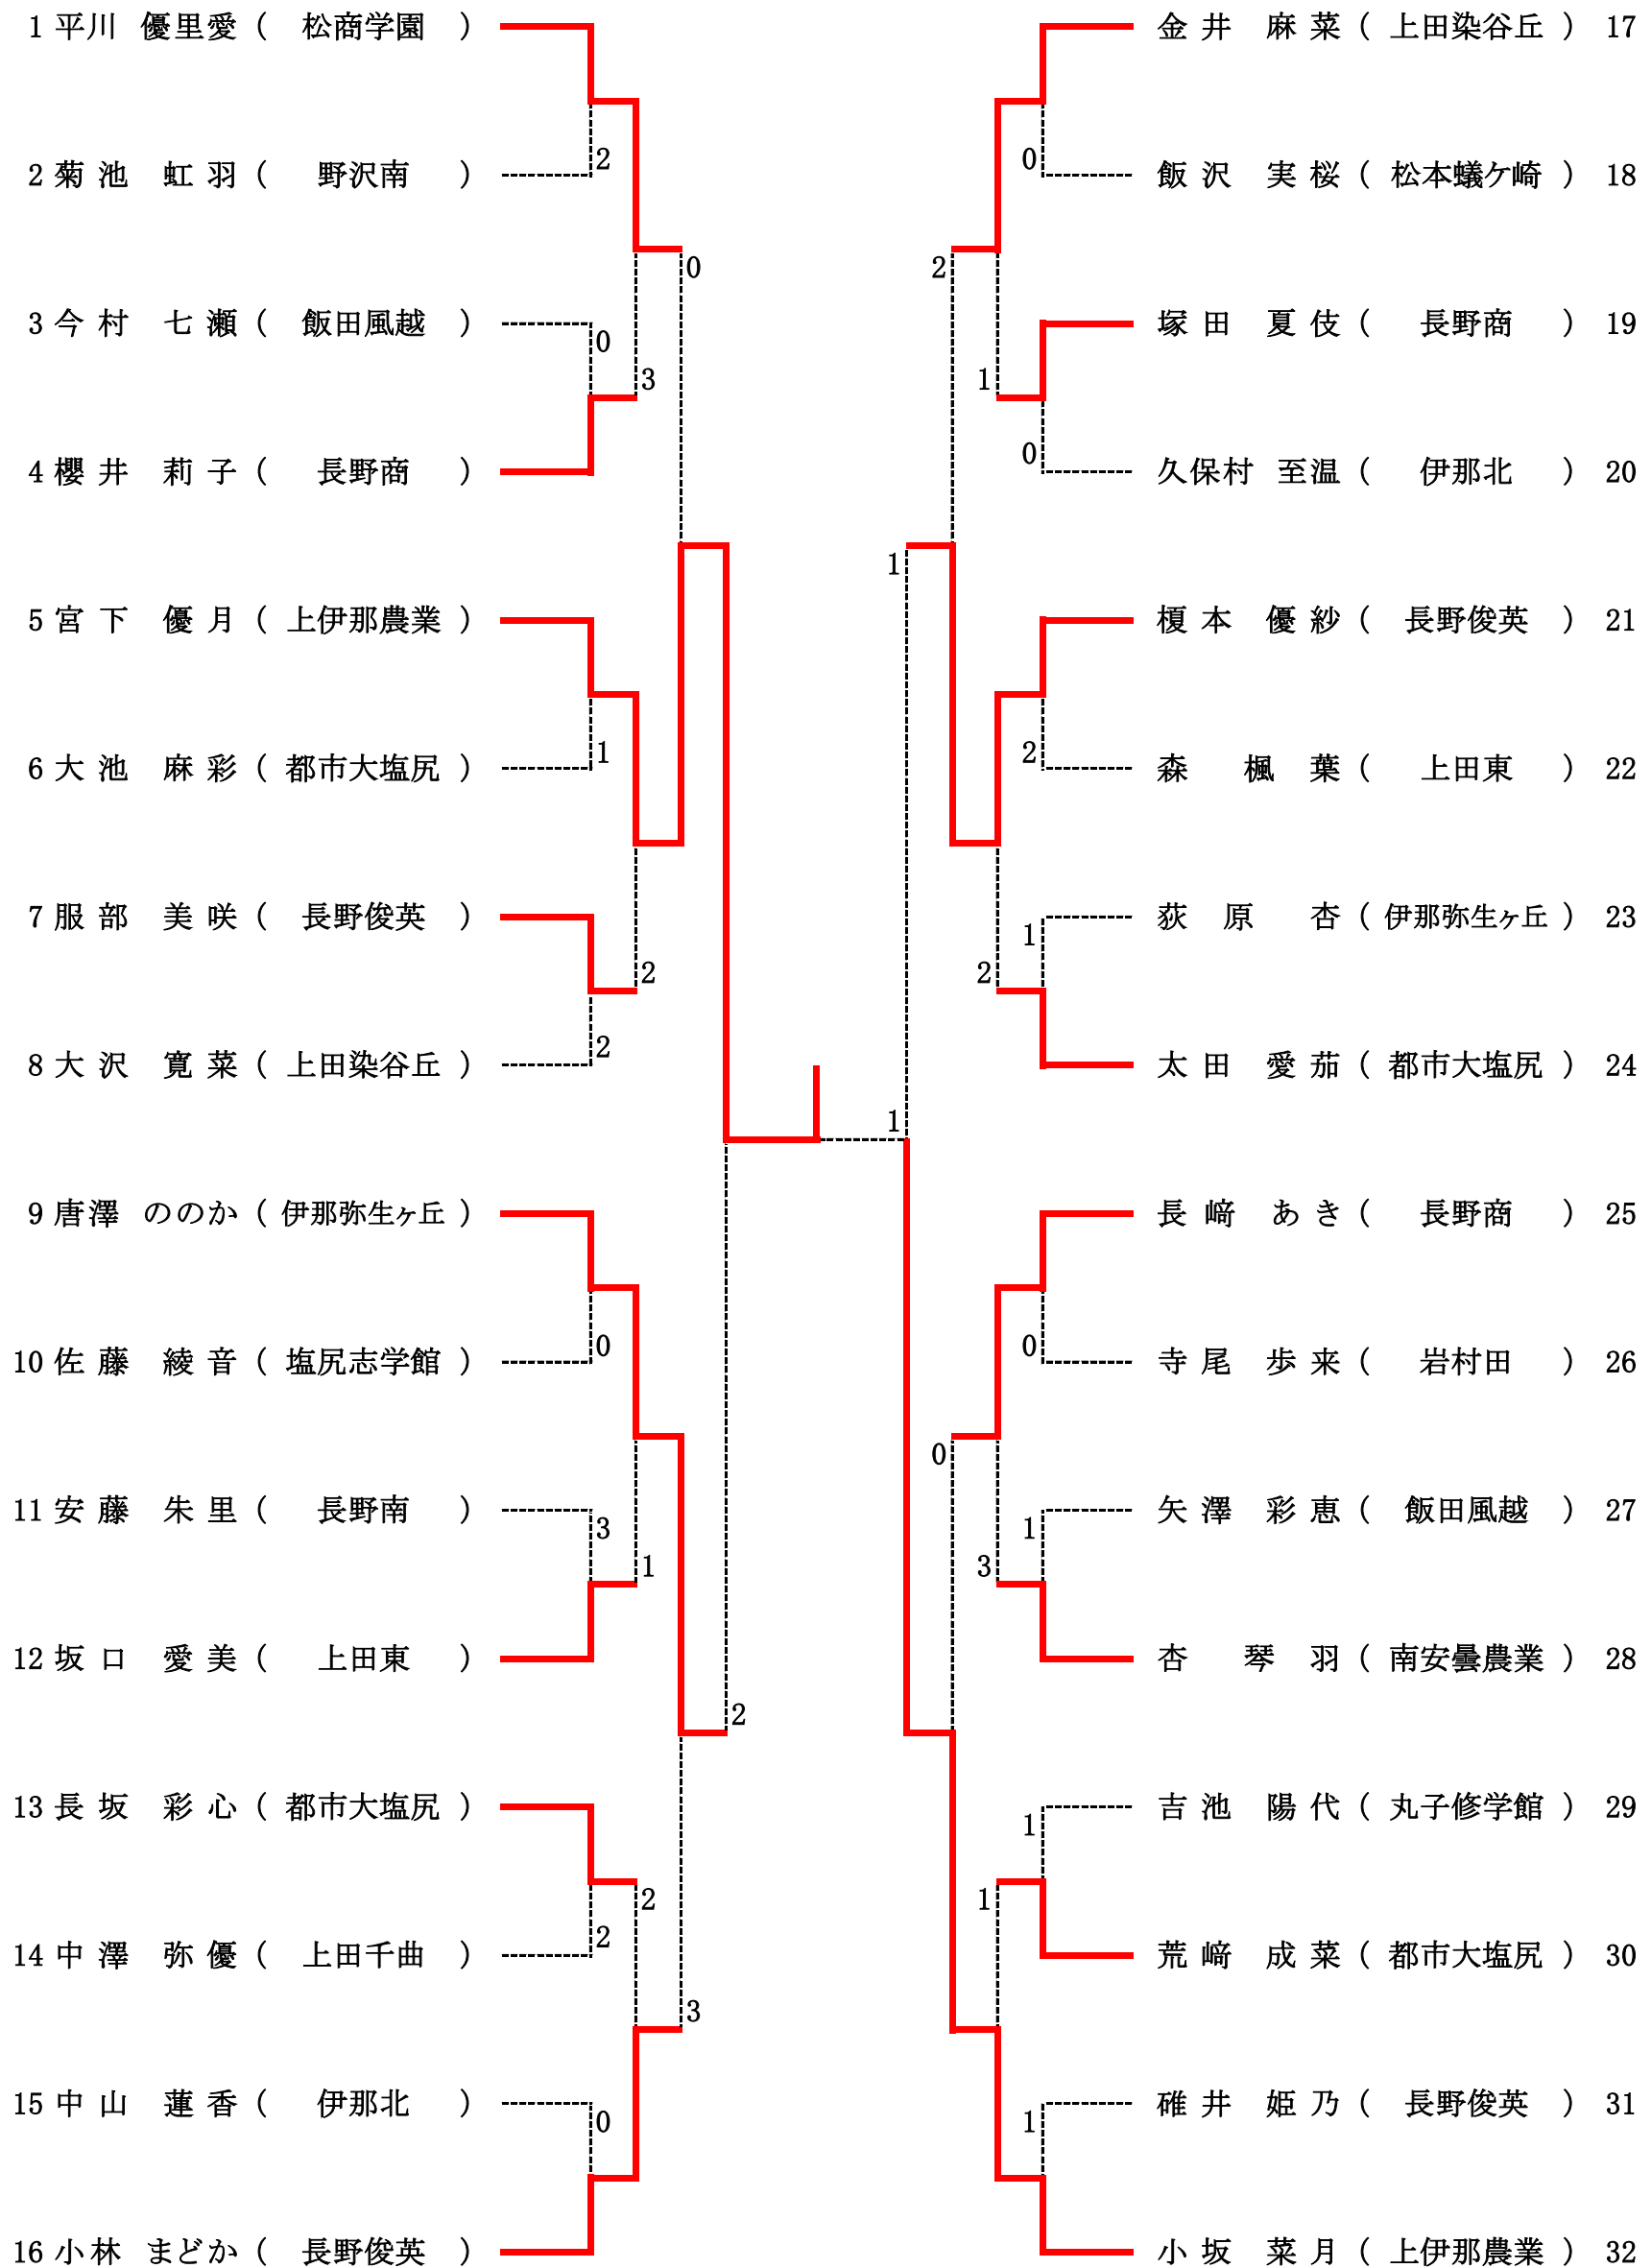 1 平川 優里愛 ( 松商学園 )
2
2 菊池 虹羽 ( 野沢南 )
0
3 今村 七瀬 ( 飯田風越 )
0
3
4 櫻井 莉子 ( 長野商 )
5 宮下 優月 ( 上伊那農業 )
1
6 大池 麻彩 ( 都市大塩尻 )
7 服部 美咲 ( 長野俊英 )
2
2
8 大沢 寛菜 ( 上田染谷丘 )
9 唐澤 ののか ( 伊那弥生ヶ丘 )
0
10 佐藤 綾音 ( 塩尻志学館 )
11 安藤 朱里 ( 長野南 )
3
1
12 坂口 愛美 ( 上田東 )
2
13 長坂 彩心 ( 都市大塩尻 )
2
2
14 中澤 弥優 ( 上田千曲 )
3
15 中山 蓮香 ( 伊那北 )
0
16 小林 まどか ( 長野俊英 )
金井 麻菜 ( 上田染谷丘 ) 17
0
飯沢 実桜 ( 松本蟻ケ崎 ) 18
2
塚田 夏伎 ( 長野商 ) 19
1
0
久保村 至温 ( 伊那北 ) 20
1
榎本 優紗 ( 長野俊英 ) 21
2
森 楓葉 ( 上田東 ) 22
荻原 杏 ( 伊那弥生ヶ丘 ) 23
1
2
太田 愛茄 ( 都市大塩尻 ) 24
1
長﨑 あき ( 長野商 ) 25
0
寺尾 歩来 ( 岩村田 ) 26
0
矢澤 彩恵 ( 飯田風越 ) 27
1
3
杏 琴羽 ( 南安曇農業 ) 28
吉池 陽代 ( 丸子修学館 ) 29
1
1
荒﨑 成菜 ( 都市大塩尻 ) 30
碓井 姫乃 ( 長野俊英 ) 31
1
小坂 菜月 ( 上伊那農業 ) 32